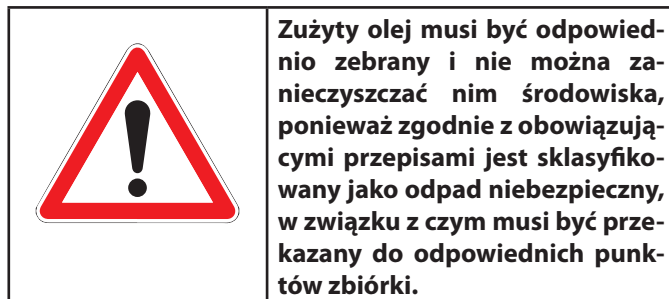 Zużyty olej musi być odpowied-
nio zebrany i nie można za-
nieczyszczać nim środowiska,
ponieważ zgodnie z obowiązują-
cymi przepisami jest sklasyfiko-
wany jako odpad niebezpieczny,
w związku z czym musi być prze-
kazany do odpowiednich punk-
tów zbiórki.